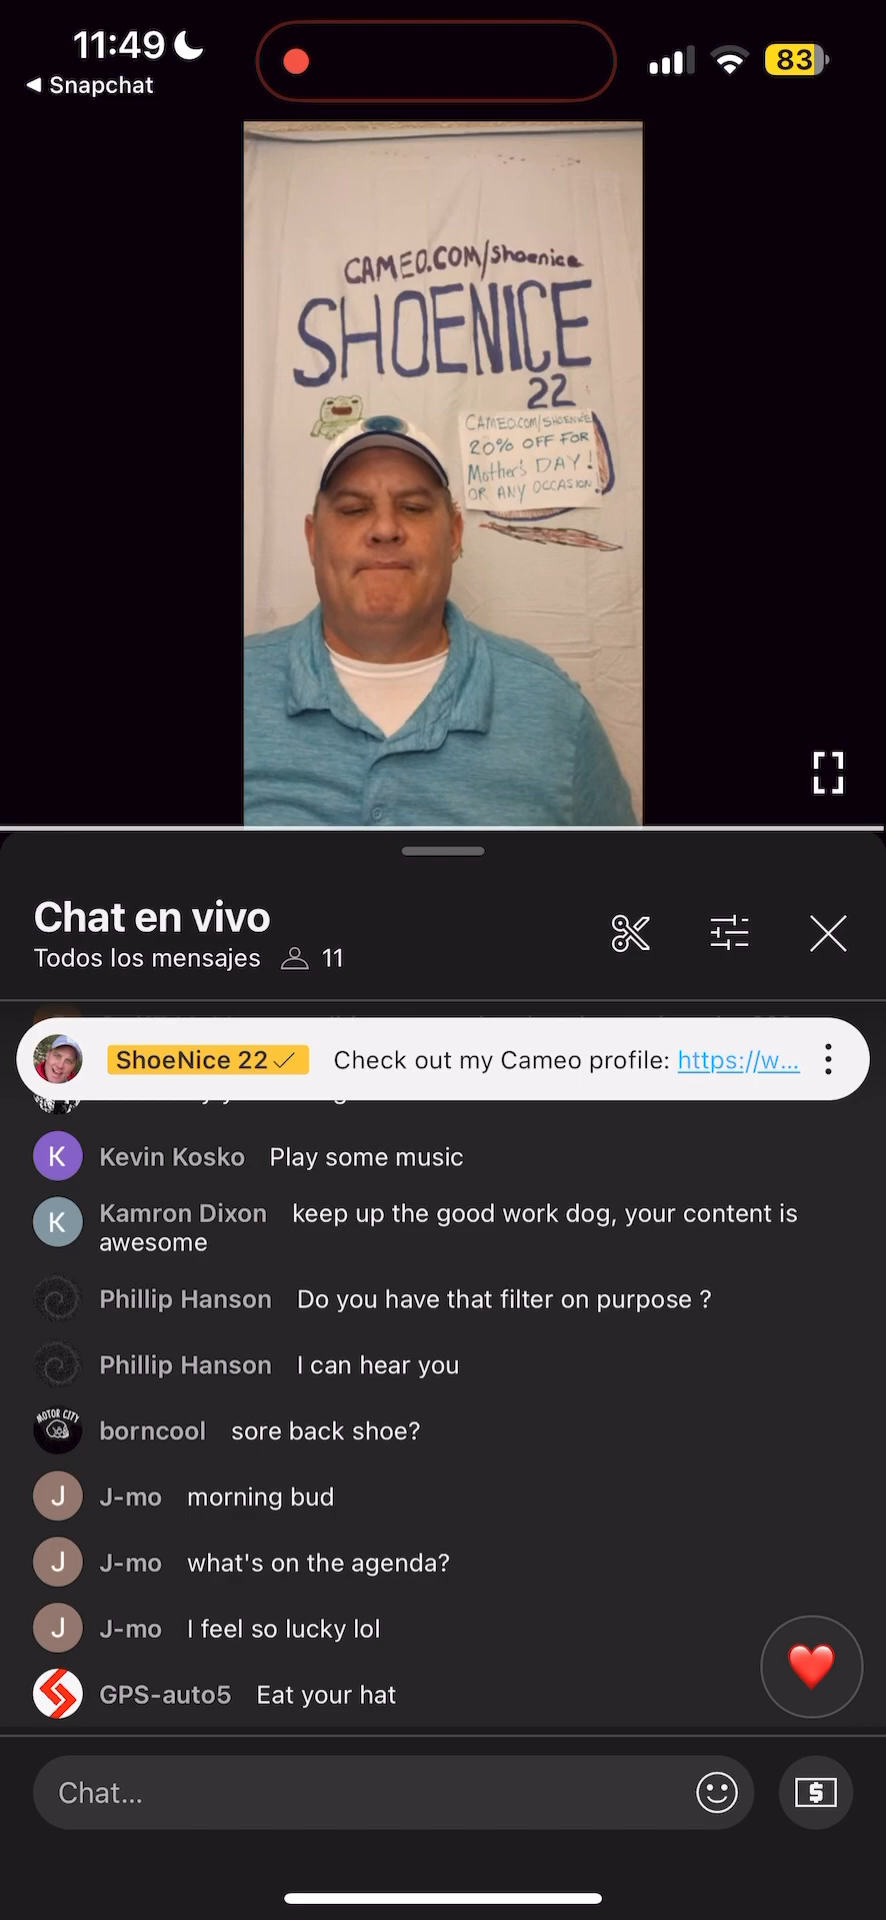 11:49
83
Snapchat
CAMEO.COM/shoenice
SHOENICE
22
CAMEO.COM/SHOENICE
20% OFF FOR
Mother's DAY!
OR ANY OCCASION!
Chat en vivo
Todos los mensajes 11
ShoeNice 22 Check out my Cameo profile: https://w...
K Kevin Kosko Play some music
K Kamron Dixon keep up the good work dog, your content is
awesome
Phillip Hanson Do you have that filter on purpose ?
Phillip Hanson I can hear you
MOTOR CITY
borncool sore back shoe?
J J-mo morning bud
J J-mo what's on the agenda?
J J-mo I feel so lucky lol
GPS-auto5 Eat your hat
Chat...